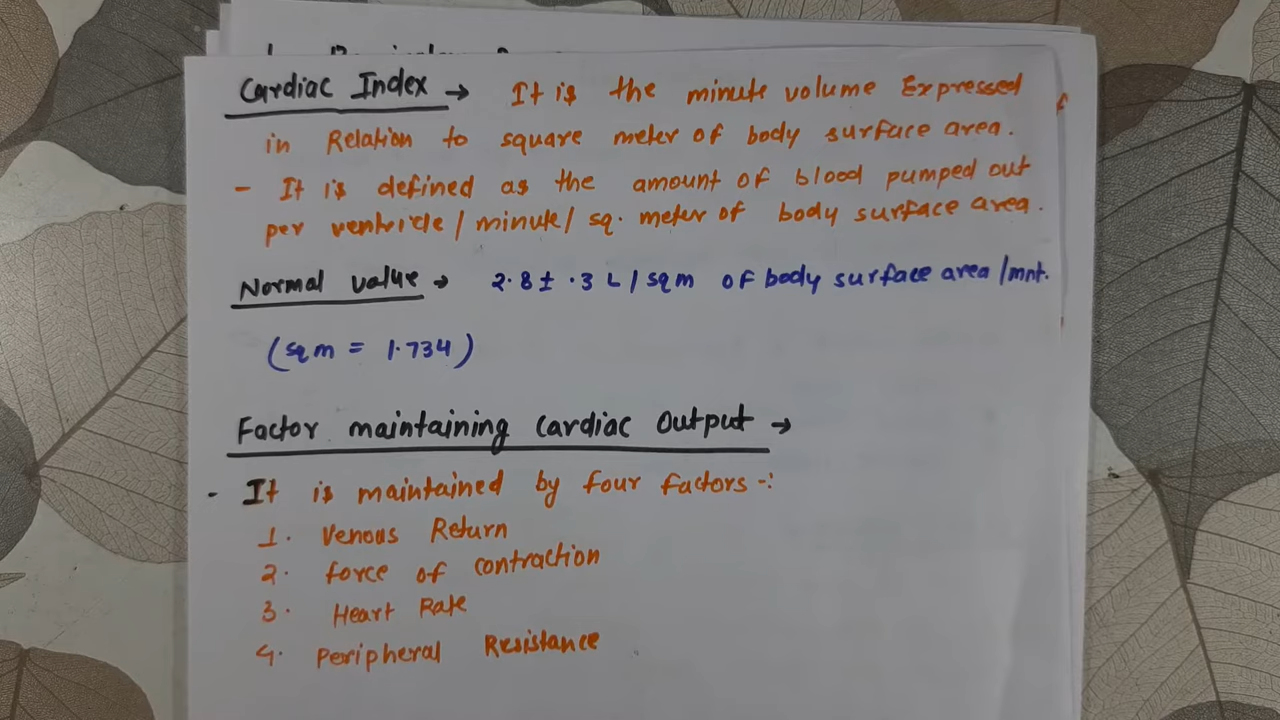 Cardiac Index → It is the minute volume Expressed
in Relation to square meter of body surface area.
- It is defined as the amount of blood pumped out
per ventricle / minute / sq. meter of body surface area.
Normal value → 2.8 ± .3 L / sqm of body surface area / mnt.
(sqm = 1.734)
Factor maintaining Cardiac Output →
- It is maintained by four factors -:
1. Venous Return
2. force of contraction
3. Heart Rate
4. Peripheral Resistance